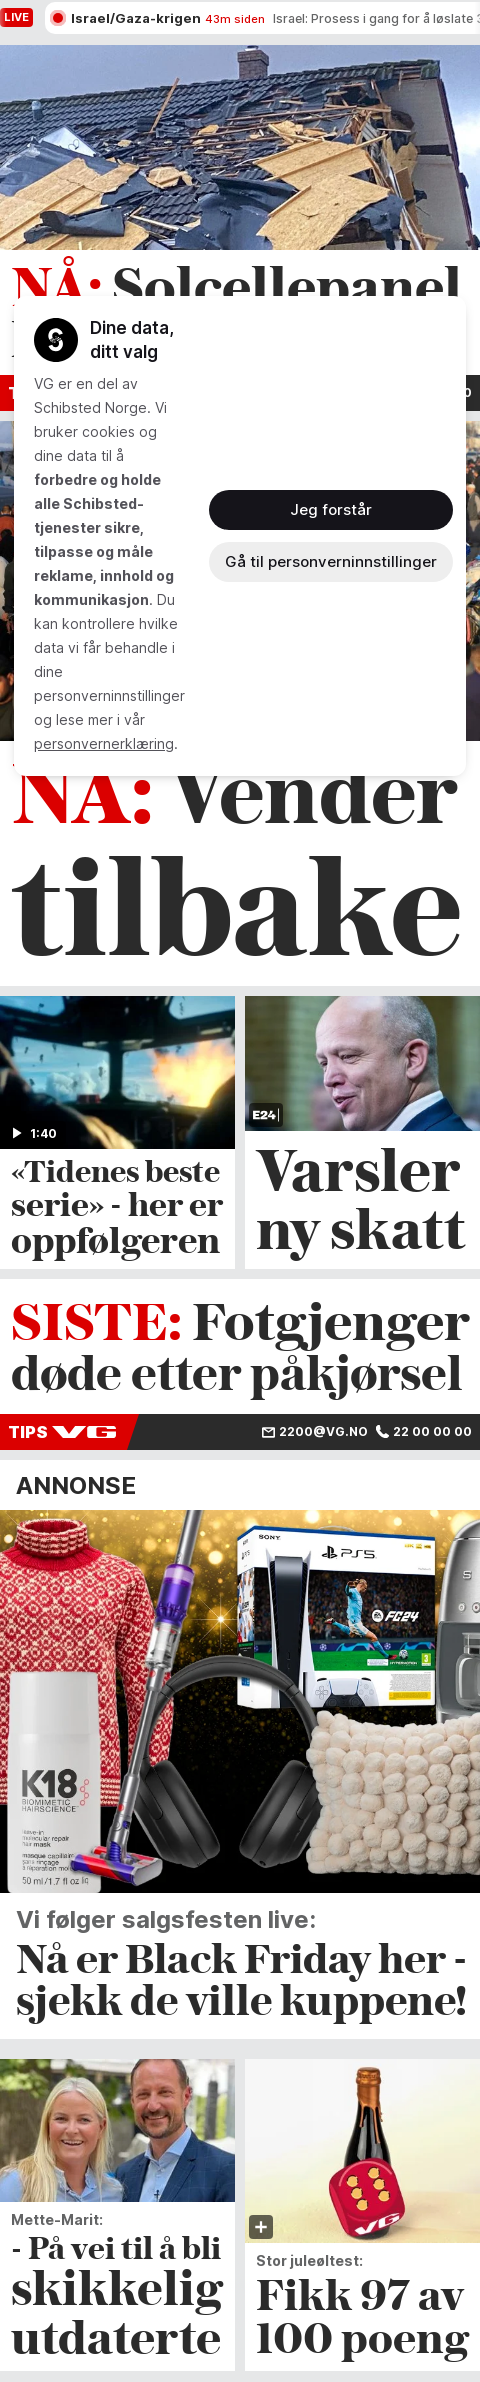 LIVE
Israel/Gaza-krigen 43m siden Israel: Prosess i gang for å løslate
NÅ: Solcellepanel
Dine data,
ditt valg
VG er en del av
Schibsted Norge. Vi
bruker cookies og
dine data til å
forbedre og holde
alle Schibsted-
tjenester sikre,
tilpasse og måle
reklame, innhold og
kommunikasjon. Du
kan kontrollere hvilke
data vi får behandle i
dine
personverninnstillinger
og lese mer i vår
personvernerklæring.
Jeg forstår
Gå til personverninnstillinger
NÅ: Vender
tilbake
1:40
«Tidenes beste
serie» - her er
oppfølgeren
E24
Varsler
ny skatt
SISTE: Fotgjenger
døde etter påkjørsel
TIPS VG 2200@VG.NO 22 00 00 00
ANNONSE
SONY
PS5
FC24
K18
BIOMIMETIC
HAIRSCIENCE
leave-in
molecular repair
hair mask
masque capillaire
sans rinçage
50 ml/1.7 fl oz liq
Vi følger salgsfesten live:
Nå er Black Friday her -
sjekk de ville kuppene!
Mette-Marit:
- På vei til å bli
skikkelig
utdaterte
VG
Stor juleøltest:
Fikk 97 av
100 poeng